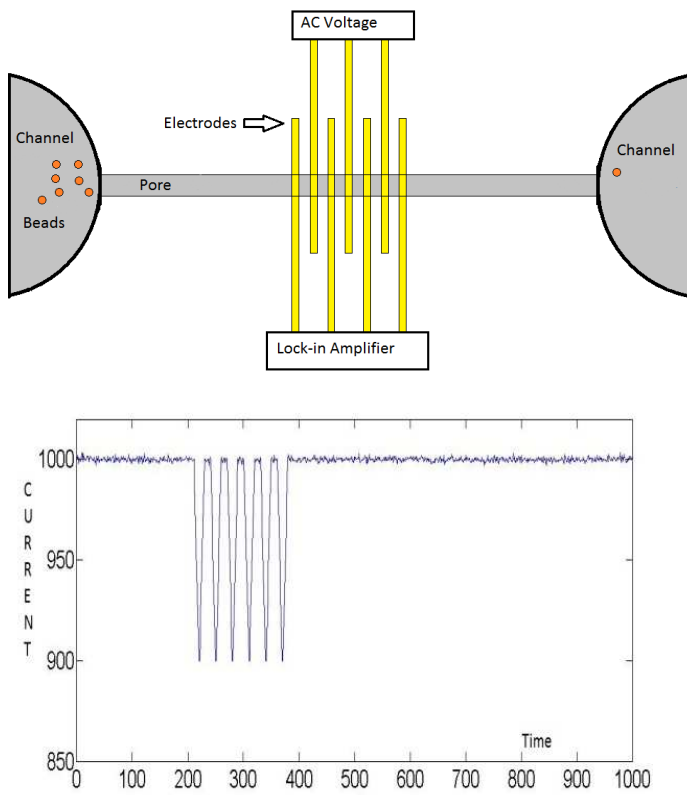 AC Voltage
Electrodes
Channel
Channel
Pore
Beads
Lock-in Amplifier
1000
950
900
850
CURRENT
Time
0 100 200 300 400 500 600 700 800 900 1000